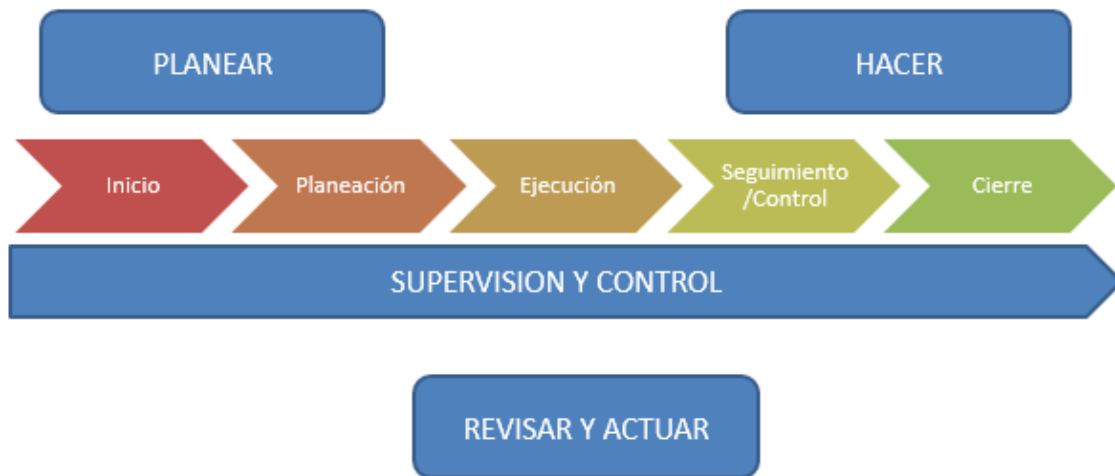 PLANEAR
HACER
Inicio
Planeación
Ejecución
Seguimiento
/Control
Cierre
SUPERVISION Y CONTROL
REVISAR Y ACTUAR